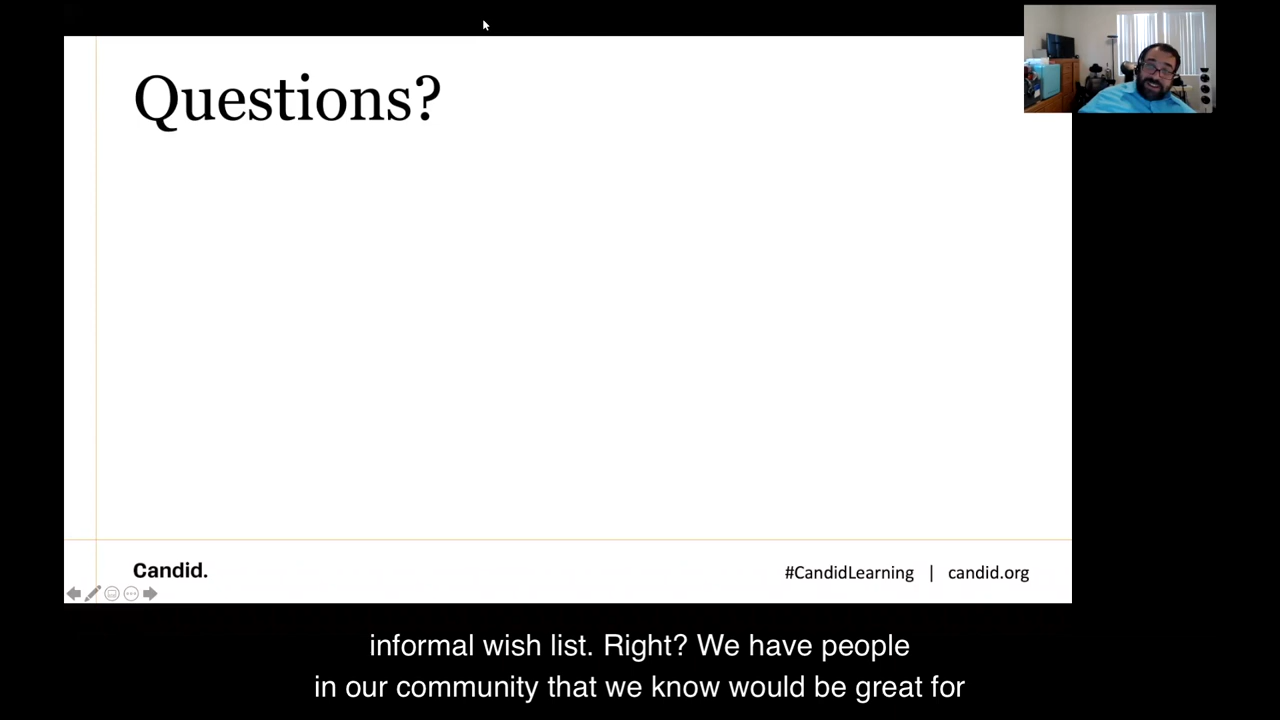 Questions?
Candid.
#CandidLearning | candid.org
informal wish list. Right? We have people
in our community that we know would be great for